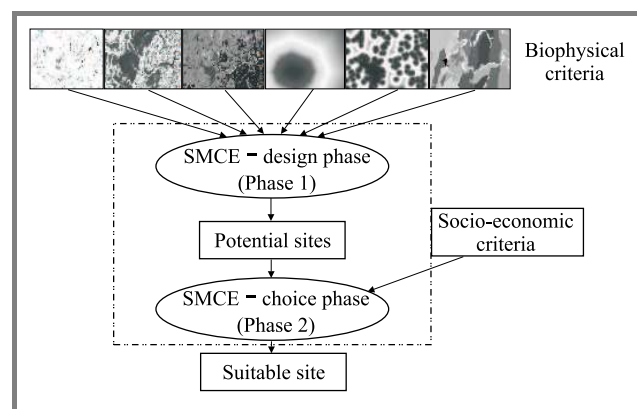 Biophysical
criteria
SMCE – design phase
(Phase 1)
Potential sites
Socio-economic
criteria
SMCE – choice phase
(Phase 2)
Suitable site